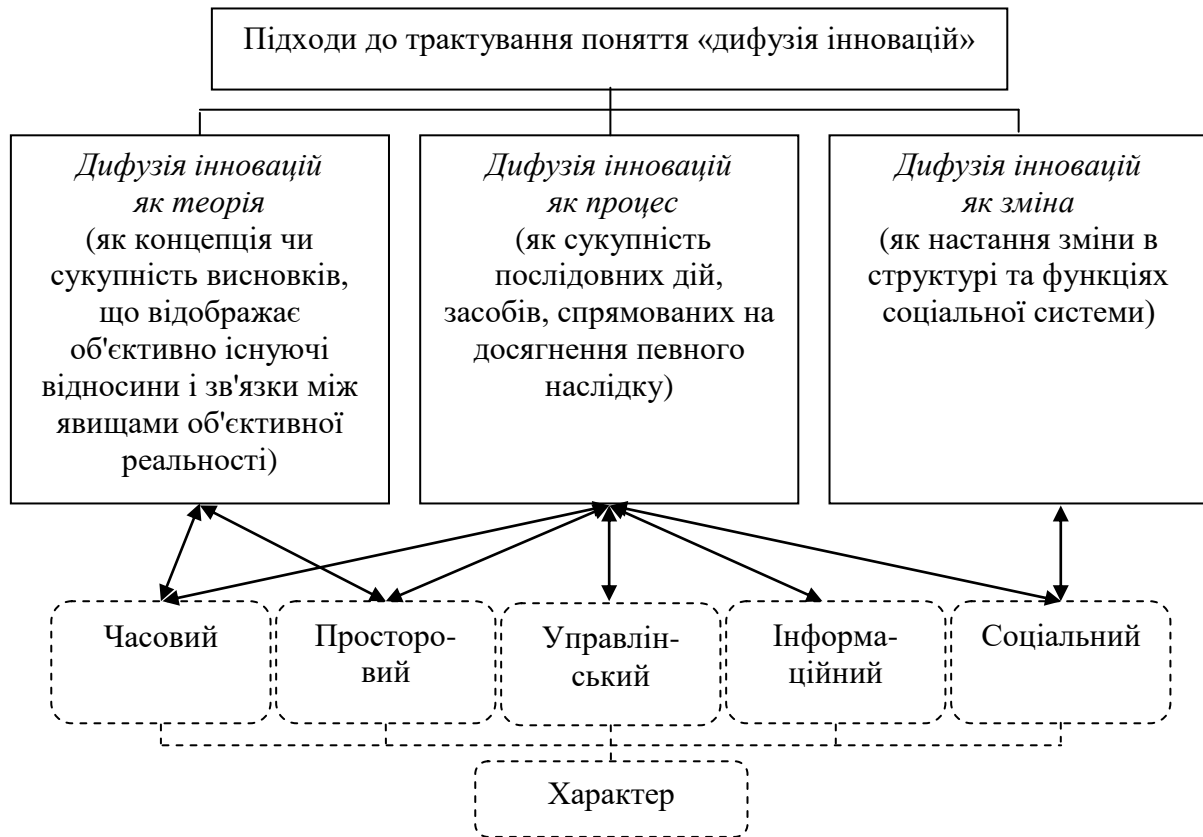 Підходи до трактування поняття «дифузія інновацій»
Дифузія інновацій
як теорія
(як концепція чи
сукупність висновків,
що відображає
об'єктивно існуючі
відносини і зв'язки між
явищами об'єктивної
реальності)
Дифузія інновацій
як процес
(як сукупність
послідовних дій,
засобів, спрямованих на
досягнення певного
наслідку)
Дифузія інновацій
як зміна
(як настання зміни в
структурі та функціях
соціальної системи)
Часовий
Просторо-
вий
Управлін-
ський
Інформа-
ційний
Соціальний
Характер